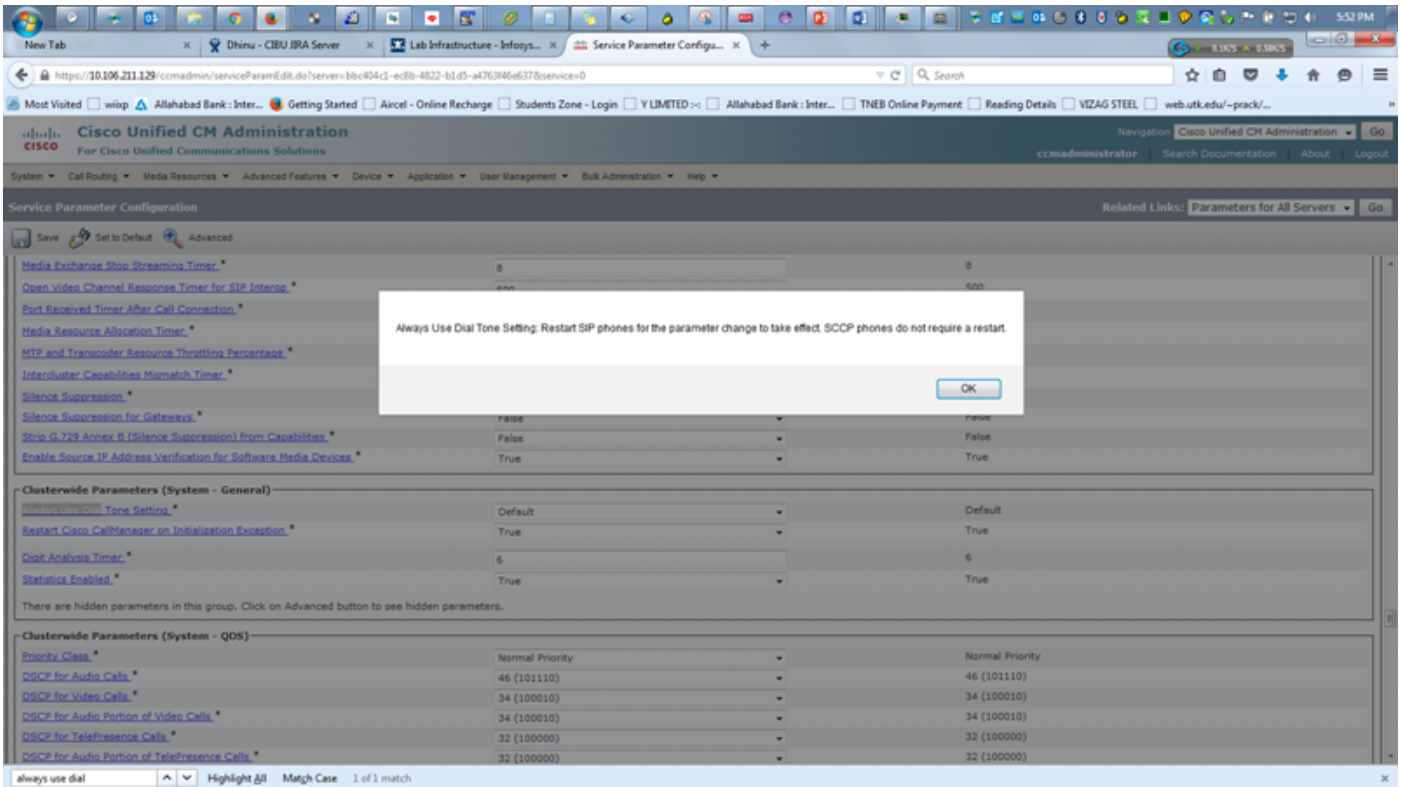 5:52 PM
New Tab × Dhinu - CIBU JIRA Server × Lab Infrastructure - Infosys... × Service Parameter Configu... × +
https://10.106.211.129/ccmadmin/serviceParamEdit.do?server=bbc404c1-ec8b-4822-b1d5-a4763f46e637&service=0 Search
Most Visited wiixp Allahabad Bank : Inter... Getting Started Aircel - Online Recharge Students Zone - Login Y LIMITED :-: Allahabad Bank : Inter... TNEB Online Payment Reading Details VIZAG STEEL web.utk.edu/~prack/...
CISCO Cisco Unified CM Administration Navigation Cisco Unified CM Administration Go
For Cisco Unified Communications Solutions ccmadministrator Search Documentation About Logout
System Call Routing Media Resources Advanced Features Device Application User Management Bulk Administration Help
Service Parameter Configuration Related Links: Parameters for All Servers Go
Save Set to Default Advanced
Media Exchange Stop Streaming Timer * 8 8
Open Video Channel Response Timer for SIP Interop * 500 500
Port Received Timer After Call Connection *
Media Resource Allocation Timer *
MTP and Transcoder Resource Throttling Percentage *
Intercluster Capabilities Mismatch Timer *
Silence Suppression *
Always Use Dial Tone Setting: Restart SIP phones for the parameter change to take effect. SCCP phones do not require a restart.
OK
Silence Suppression for Gateways * False False
Strip G.729 Annex B (Silence Suppression) from Capabilities * False False
Enable Source IP Address Verification for Software Media Devices * True True
Clusterwide Parameters (System - General)
Always Use Dial Tone Setting * Default Default
Restart Cisco CallManager on Initialization Exception * True True
Digit Analysis Timer * 6 6
Statistics Enabled * True True
There are hidden parameters in this group. Click on Advanced button to see hidden parameters.
Clusterwide Parameters (System - QOS)
Priority Class * Normal Priority Normal Priority
DSCP for Audio Calls * 46 (101110) 46 (101110)
DSCP for Video Calls * 34 (100010) 34 (100010)
DSCP for Audio Portion of Video Calls * 34 (100010) 34 (100010)
DSCP for TelePresence Calls * 32 (100000) 32 (100000)
DSCP for Audio Portion of TelePresence Calls * 32 (100000) 32 (100000)
always use dial Highlight All Match Case 1 of 1 match ×